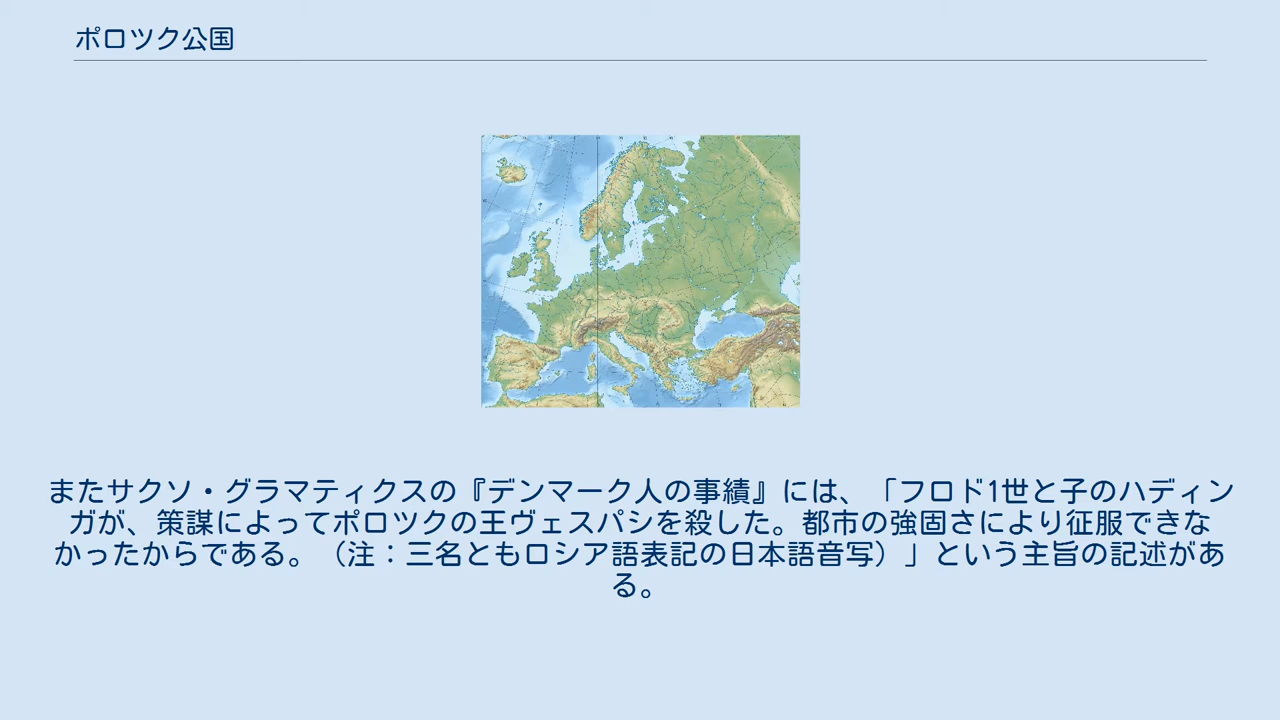 ポロツク公国
またサクソ・グラマティクスの『デンマーク人の事績』には、「フロド1世と子のハディン
ガが、策謀によってポロツクの王ヴェスパシを殺した。都市の強固さにより征服できな
かったからである。（注：三名ともロシア語表記の日本語音写）」という主旨の記述があ
る。